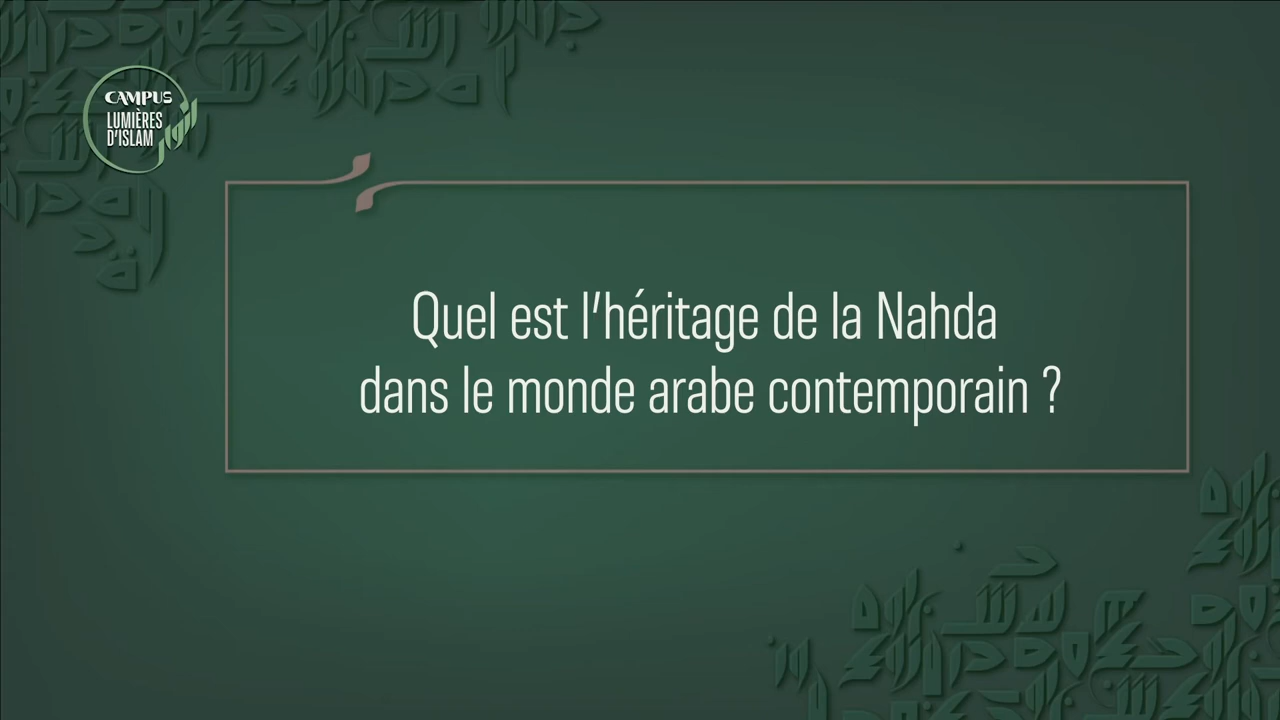 CAMPUS
LUMIÈRES
D'ISLAM
Quel est l'héritage de la Nahda
dans le monde arabe contemporain ?